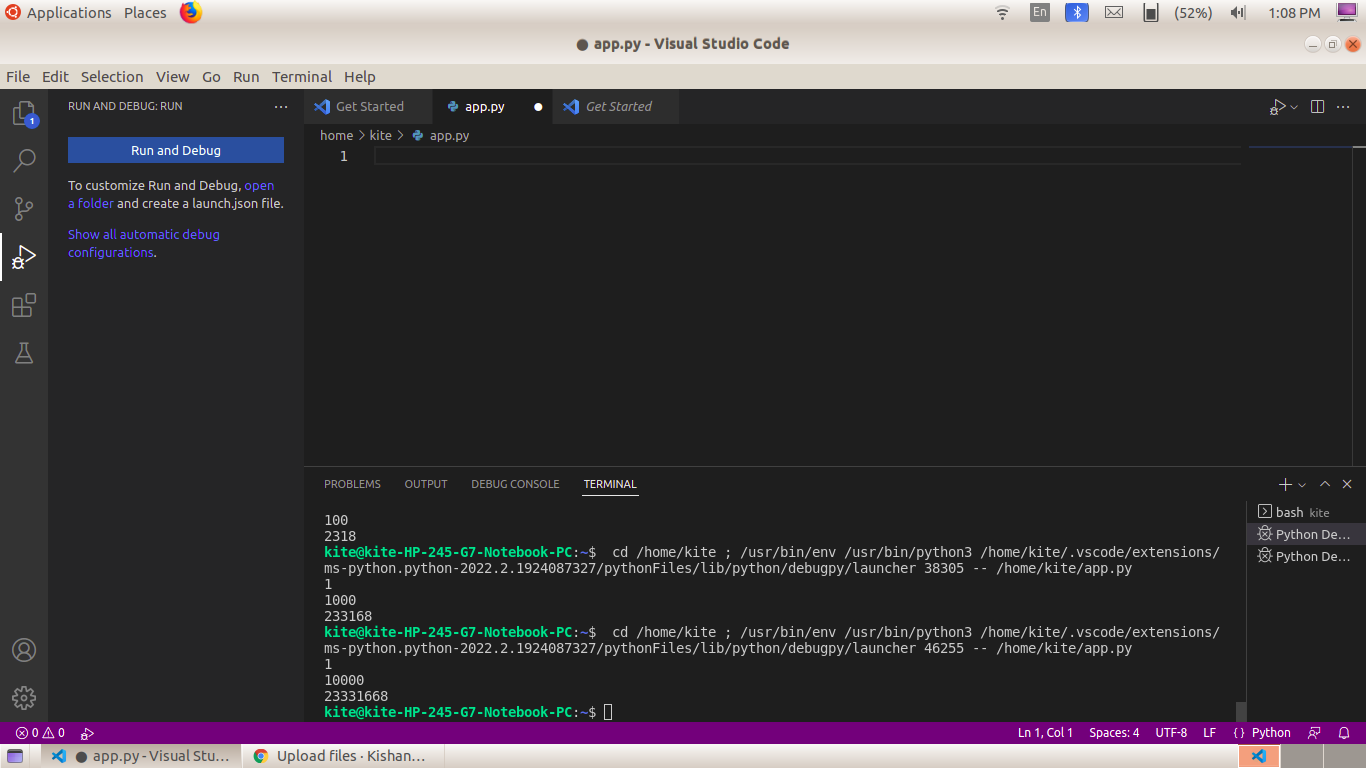 Applications Places En (52%) 1:08 PM
● app.py - Visual Studio Code
File Edit Selection View Go Run Terminal Help
RUN AND DEBUG: RUN ···
Get Started app.py ● Get Started ···
1
home > kite > app.py
1
Run and Debug
To customize Run and Debug, open
a folder and create a launch.json file.
Show all automatic debug
configurations.
PROBLEMS OUTPUT DEBUG CONSOLE TERMINAL
100
2318
kite@kite-HP-245-G7-Notebook-PC:~$  cd /home/kite ; /usr/bin/env /usr/bin/python3 /home/kite/.vscode/extensions/
ms-python.python-2022.2.1924087327/pythonFiles/lib/python/debugpy/launcher 38305 -- /home/kite/app.py
1
1000
233168
kite@kite-HP-245-G7-Notebook-PC:~$  cd /home/kite ; /usr/bin/env /usr/bin/python3 /home/kite/.vscode/extensions/
ms-python.python-2022.2.1924087327/pythonFiles/lib/python/debugpy/launcher 46255 -- /home/kite/app.py
1
10000
23331668
kite@kite-HP-245-G7-Notebook-PC:~$
bash kite
Python De...
Python De...
0 0 Ln 1, Col 1 Spaces: 4 UTF-8 LF { } Python
● app.py - Visual Stu... Upload files · Kishan...